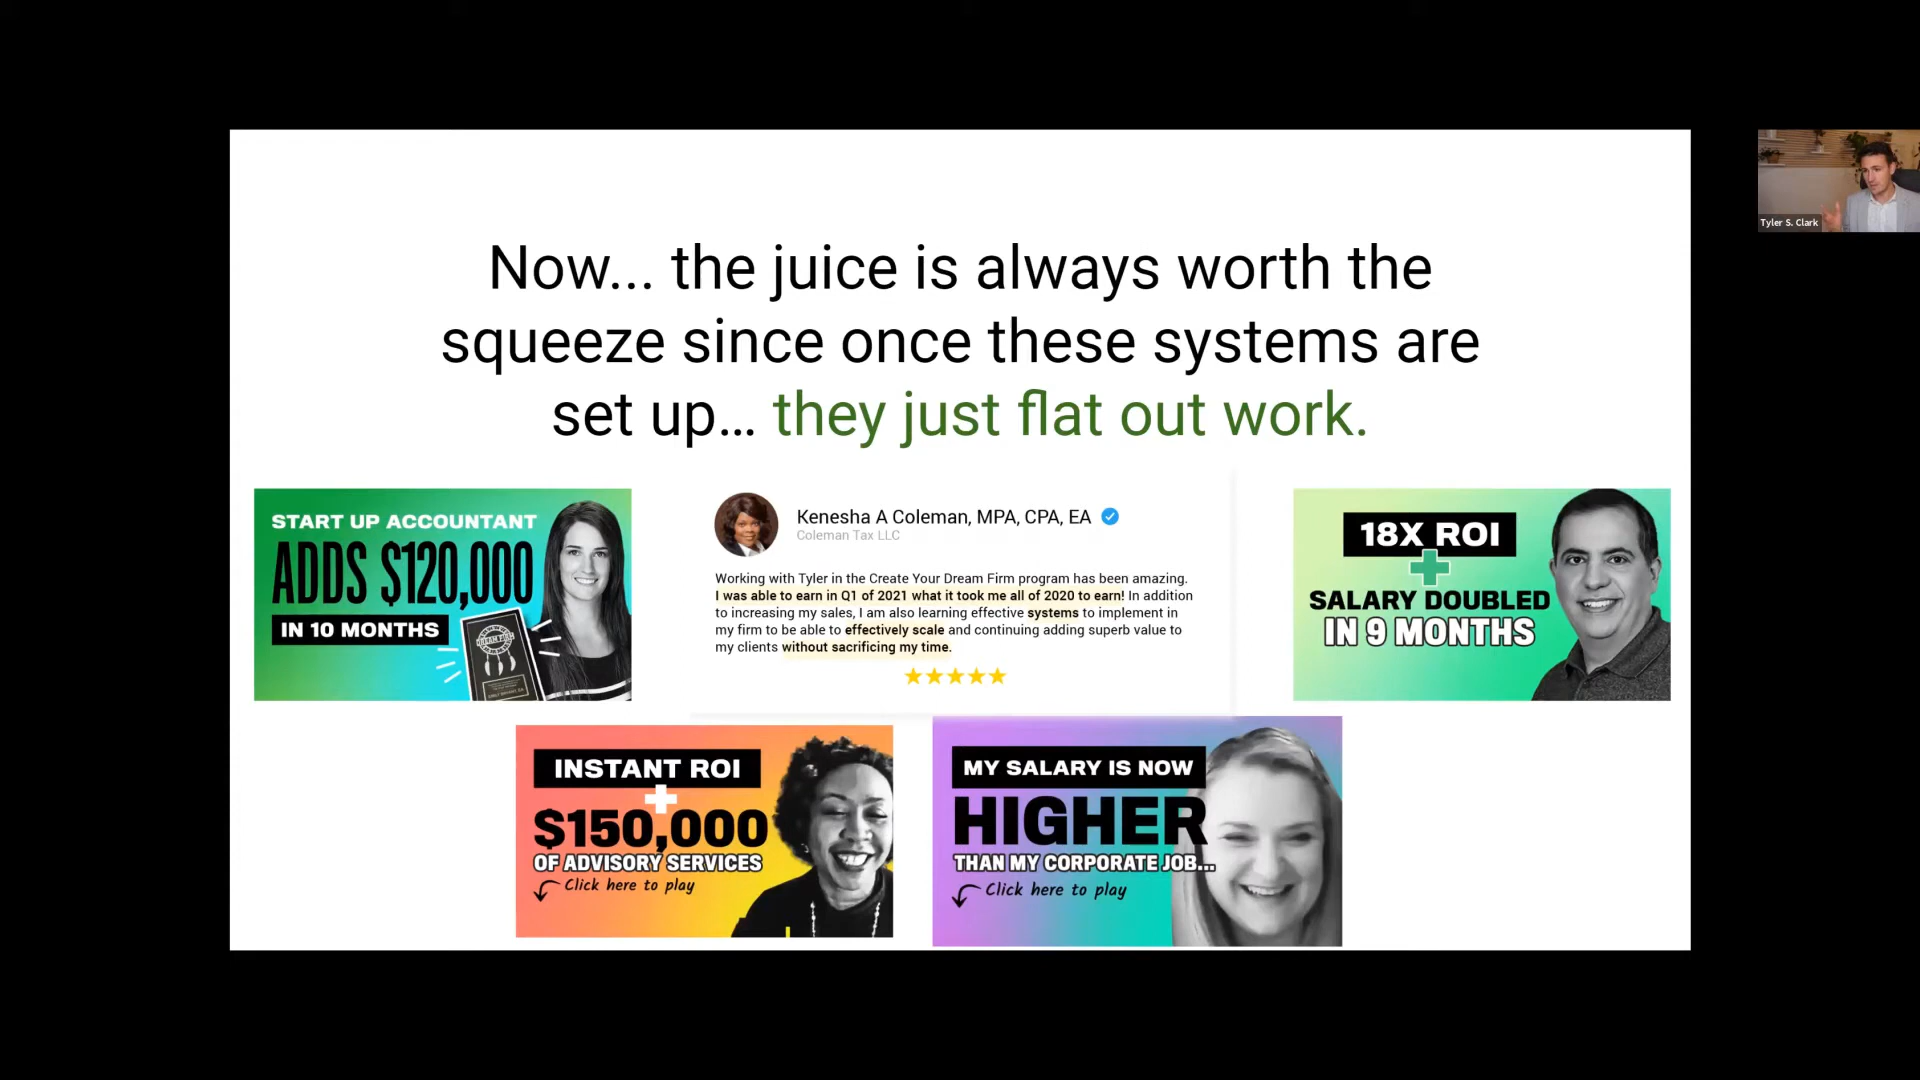 Now... the juice is always worth the
squeeze since once these systems are
set up... they just flat out work.
Tyler S. Clark
START UP ACCOUNTANT
ADDS $120,000
IN 10 MONTHS
Kenesha A Coleman, MPA, CPA, EA
Coleman Tax LLC
Working with Tyler in the Create Your Dream Firm program has been amazing.
I was able to earn in Q1 of 2021 what it took me all of 2020 to earn! In addition
to increasing my sales, I am also learning effective systems to implement in
my firm to be able to effectively scale and continuing adding superb value to
my clients without sacrificing my time.
18X ROI
+
SALARY DOUBLED
IN 9 MONTHS
INSTANT ROI
+
$150,000
OF ADVISORY SERVICES
Click here to play
MY SALARY IS NOW
HIGHER
THAN MY CORPORATE JOB...
Click here to play